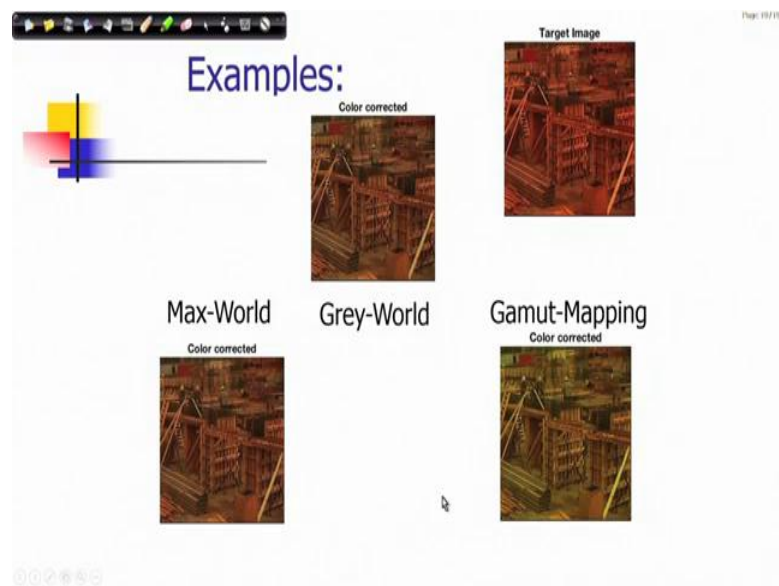 Target Image
Examples:
Color corrected
Max-World
Grey-World
Gamut-Mapping
Color corrected
Color corrected